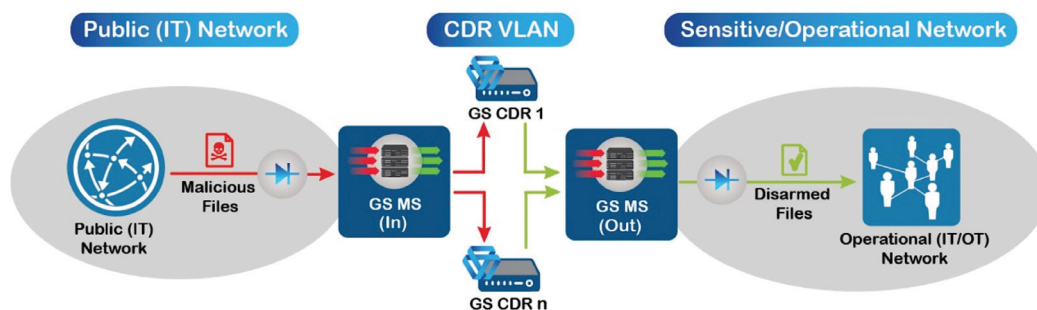 Public (IT) Network
CDR VLAN
Sensitive/Operational Network
GS CDR 1
Malicious
Files
Public (IT)
Network
GS MS
(In)
GS MS
(Out)
Disarmed
Files
Operational (IT/OT)
Network
GS CDR n